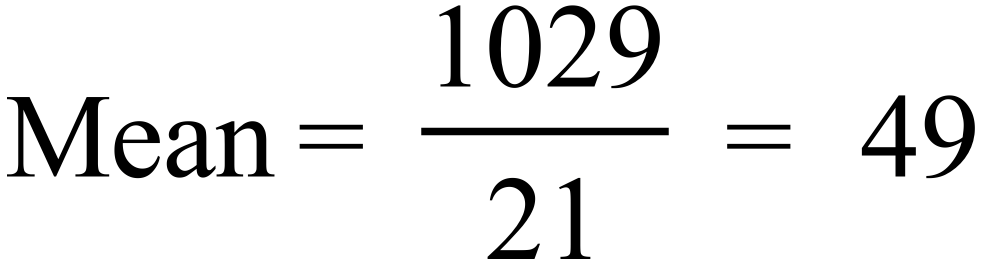 Mean = 1029/21 = 49